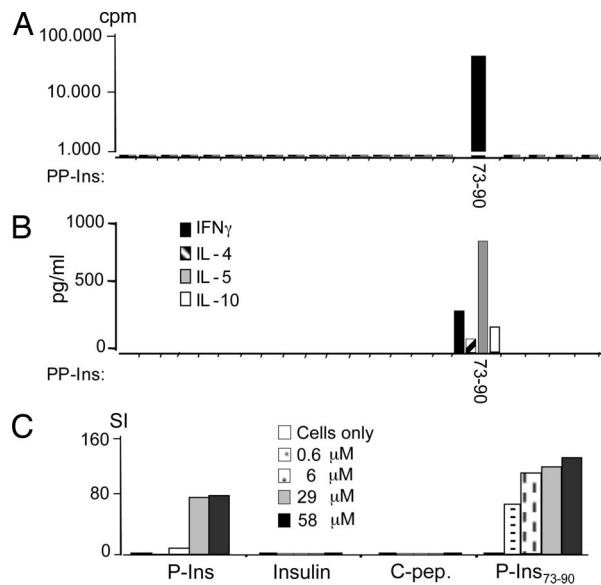 A
cpm
100.000
10.000
1.000
PP-Ins:
73-90
B
1000
500
0
pg/ml
IFNγ
IL-4
IL-5
IL-10
PP-Ins:
73-90
C
SI
160
80
0
Cells only
0.6 µM
6 µM
29 µM
58 µM
P-Ins Insulin C-pep. P-Ins73-90